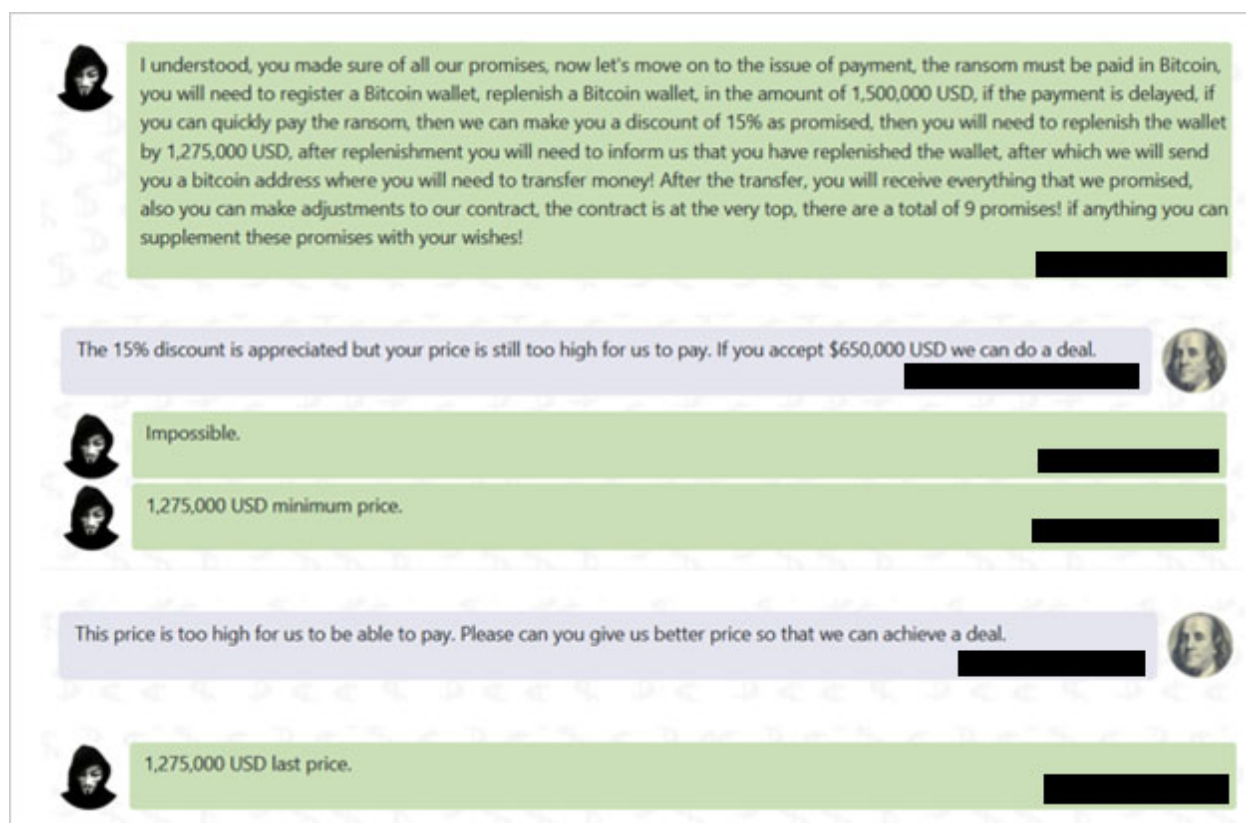 I understood, you made sure of all our promises, now let's move on to the issue of payment, the ransom must be paid in Bitcoin,
you will need to register a Bitcoin wallet, replenish a Bitcoin wallet, in the amount of 1,500,000 USD, if the payment is delayed, if
you can quickly pay the ransom, then we can make you a discount of 15% as promised, then you will need to replenish the wallet
by 1,275,000 USD, after replenishment you will need to inform us that you have replenished the wallet, after which we will send
you a bitcoin address where you will need to transfer money! After the transfer, you will receive everything that we promised,
also you can make adjustments to our contract, the contract is at the very top, there are a total of 9 promises! if anything you can
supplement these promises with your wishes!
The 15% discount is appreciated but your price is still too high for us to pay. If you accept $650,000 USD we can do a deal.
Impossible.
1,275,000 USD minimum price.
This price is too high for us to be able to pay. Please can you give us better price so that we can achieve a deal.
1,275,000 USD last price.